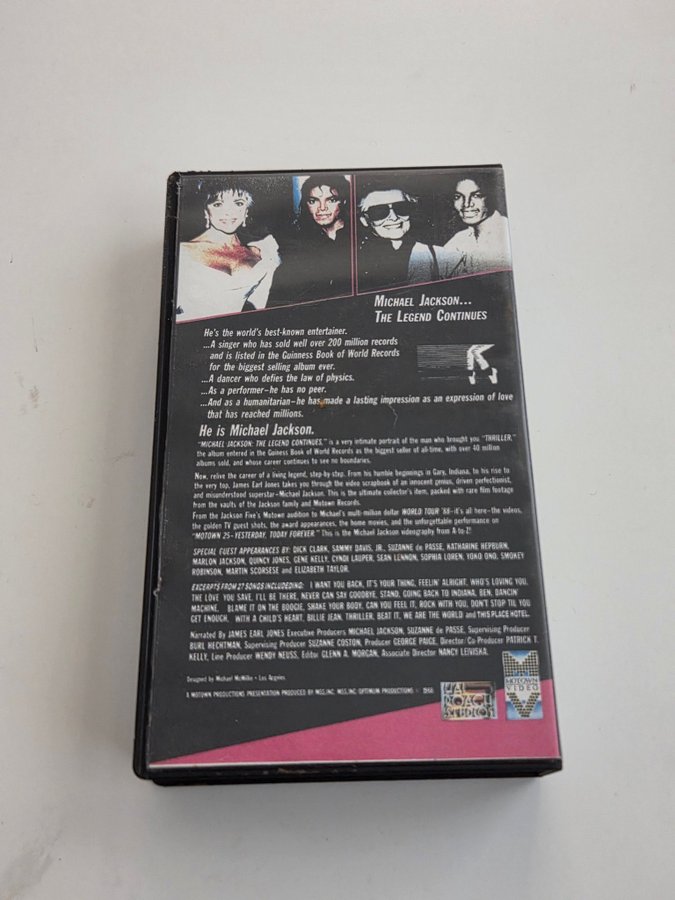 MICHAEL JACKSON...
THE LEGEND CONTINUES
He's the world's best-known entertainer.
...A singer who has sold well over 200 million records
and is listed in the Guinness Book of World Records
for the biggest selling album ever.
...A dancer who defies the law of physics.
...As a performer—he has no peer.
...And as a humanitarian—he has made a lasting impression as an expression of love
that has reached millions.
He is Michael Jackson.
"MICHAEL JACKSON: THE LEGEND CONTINUES," is a very intimate portrait of the man who brought you "THRILLER,"
the album entered in the Guiness Book of World Records as the biggest seller of all-time, with over 40 million
albums sold, and whose career continues to see no boundaries.
Now, relive the career of a living legend, step-by-step. From his humble beginnings in Gary, Indiana, to his rise to
the very top, James Earl Jones takes you through the video scrapbook of an innocent genius, driven perfectionist,
and misunderstood superstar—Michael Jackson. This is the ultimate collector's item, packed with rare film footage
from the vaults of the Jackson family and Motown Records.
From the Jackson Five's Motown audition to Michael's multi-million dollar WORLD TOUR '88—it's all here—the videos,
the golden TV guest shots, the award appearances, the home movies, and the unforgettable performance on
"MOTOWN 25—YESTERDAY, TODAY FOREVER." This is the Michael Jackson videography from A-to-Z!
SPECIAL GUEST APPEARANCES BY: DICK CLARK, SAMMY DAVIS, JR., SUZANNE de PASSE, KATHARINE HEPBURN,
MARLON JACKSON, QUINCY JONES, GENE KELLY, CYNDI LAUPER, SEAN LENNON, SOPHIA LOREN, YOKO ONO, SMOKEY
ROBINSON, MARTIN SCORSESE and ELIZABETH TAYLOR.
EXCERPTS FROM 27 SONGS INCLUDEDING: I WANT YOU BACK, IT'S YOUR THING, FEELIN' ALRIGHT, WHO'S LOVING YOU,
THE LOVE YOU SAVE, I'LL BE THERE, NEVER CAN SAY GOODBYE, STAND, GOING BACK TO INDIANA, BEN, DANCIN'
MACHINE, BLAME IT ON THE BOOGIE, SHAKE YOUR BODY, CAN YOU FEEL IT, ROCK WITH YOU, DON'T STOP TIL YOU
GET ENOUGH, WITH A CHILD'S HEART, BILLIE JEAN, THRILLER, BEAT IT, WE ARE THE WORLD and THIS PLACE HOTEL.
Narrated By JAMES EARL JONES Executive Producers MICHAEL JACKSON, SUZANNE de PASSE, Supervising Producer
BURL HECHTMAN, Supervising Producer SUZANNE COSTON, Producer GEORGE PAIGE, Director/Co-Producer PATRICK T.
KELLY, Line Producer WENDY NEUSS, Editor GLENN A. MORGAN, Associate Director NANCY LEIVISKA.
Designed by Michael McMillie • Los Angeles
A MOTOWN PRODUCTIONS PRESENTATION PRODUCED BY MSS, INC. MSS, INC OPTIMUM PRODUCTIONS
HAL
ROACH
STUDIOS
MOTOWN
VIDEO